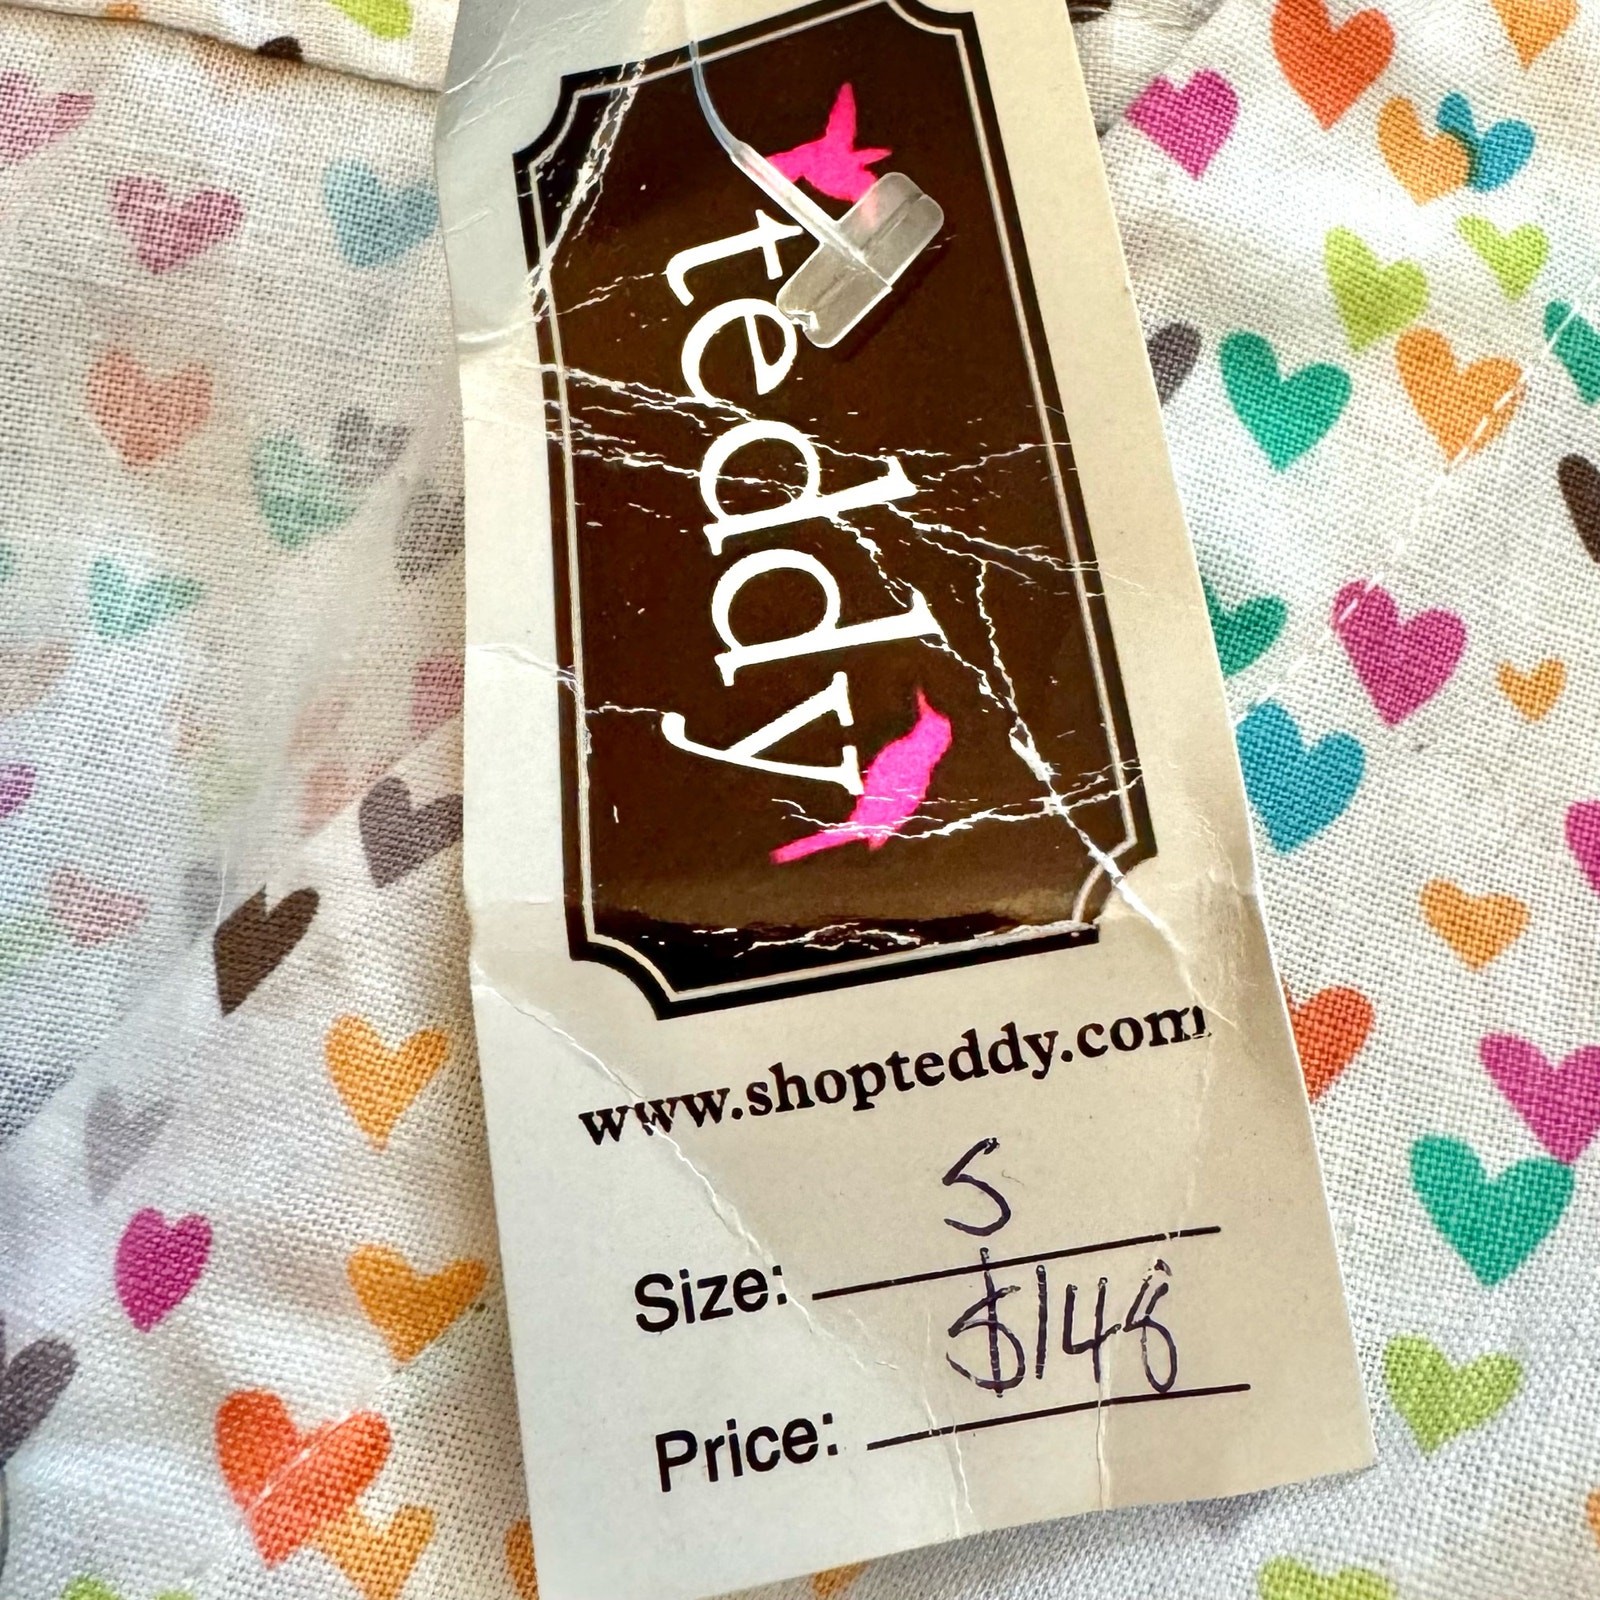 teddy
www.shopteddy.com
Size: S
Price: $148